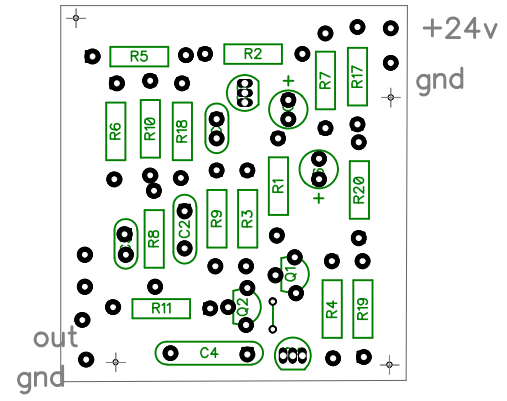 +24v
R5
R2
R7
R17
gnd
R6
R10
R18
R1
R20
R9
R3
R8
C2
Q1
R11
Q2
R4
R19
out
C4
gnd
+
+